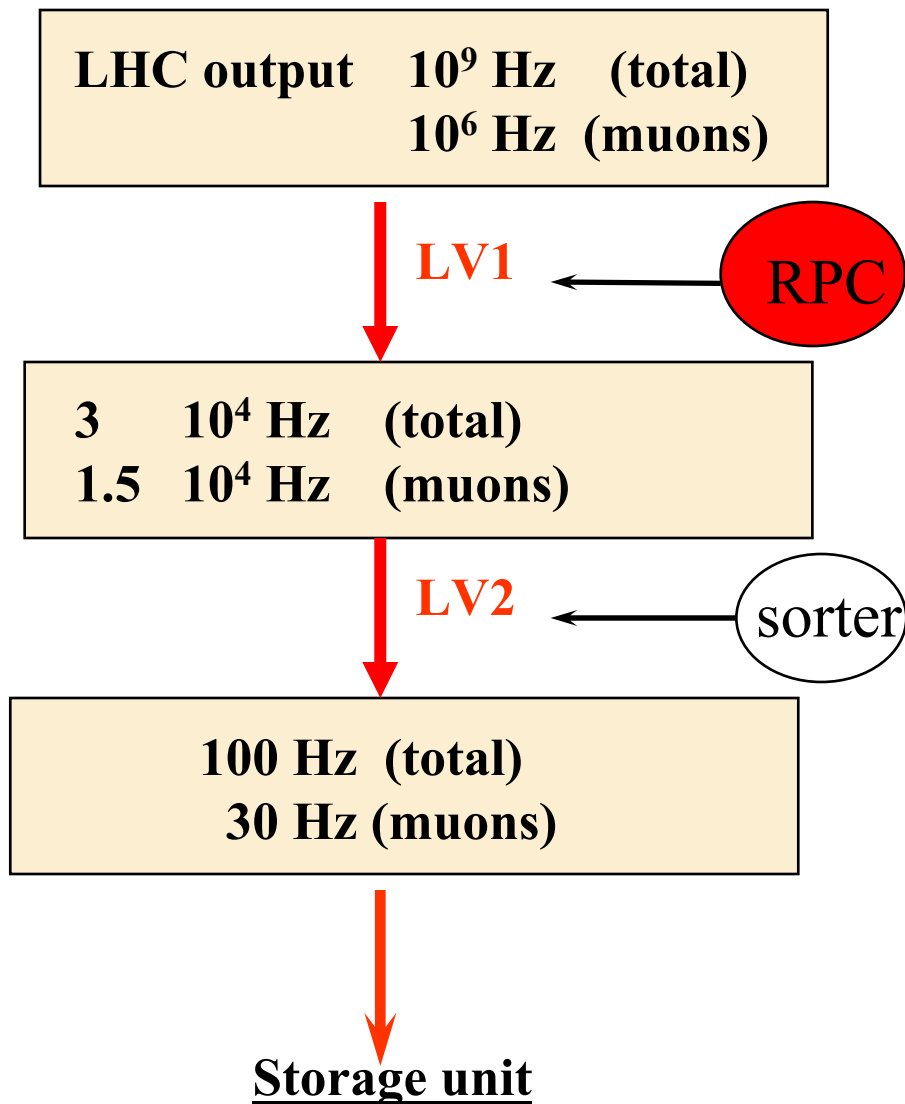 LHC output 10⁹ Hz (total)
10⁶ Hz (muons)
LV1
RPC
3 10⁴ Hz (total)
1.5 10⁴ Hz (muons)
LV2
sorter
100 Hz (total)
30 Hz (muons)
Storage unit